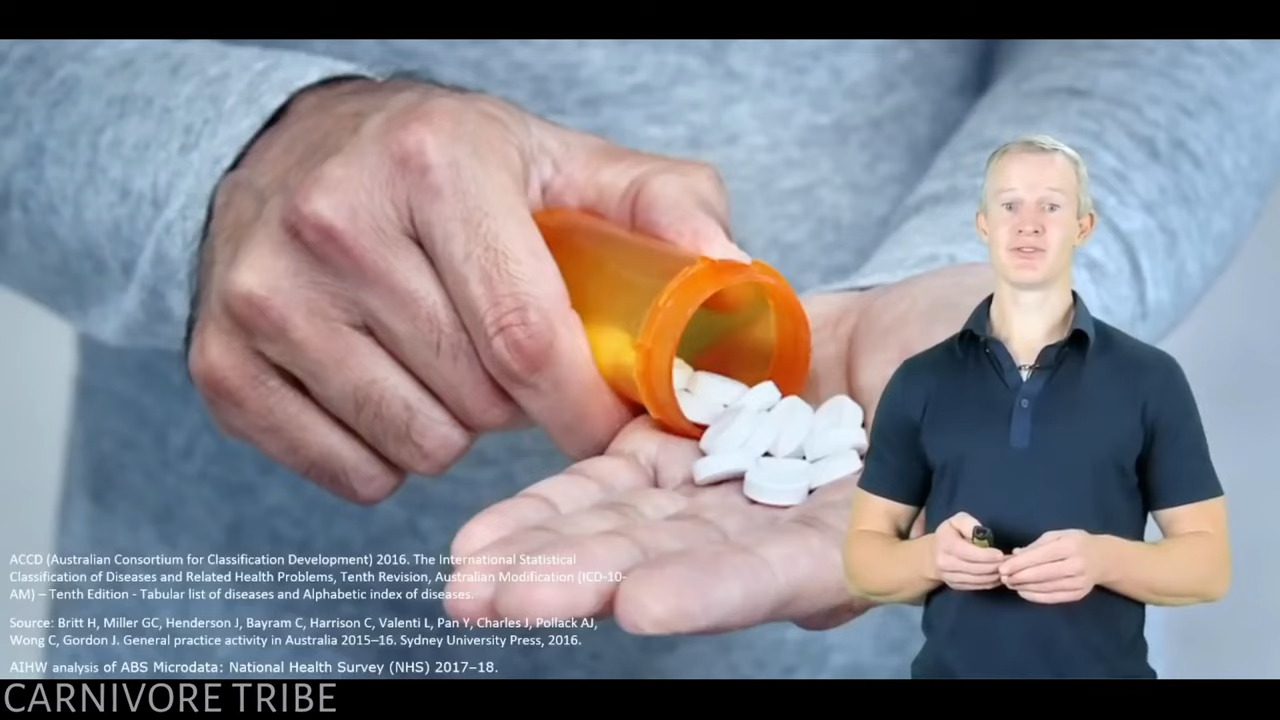 ACCD (Australian Consortium for Classification Development) 2016. The International Statistical
Classification of Diseases and Related Health Problems, Tenth Revision, Australian Modification (ICD-10-
AM) – Tenth Edition - Tabular list of diseases and Alphabetic index of diseases.
Source: Britt H, Miller GC, Henderson J, Bayram C, Harrison C, Valenti L, Pan Y, Charles J, Pollack AJ,
Wong C, Gordon J. General practice activity in Australia 2015–16. Sydney University Press, 2016.
AIHW analysis of ABS Microdata: National Health Survey (NHS) 2017–18.
CARNIVORE TRIBE